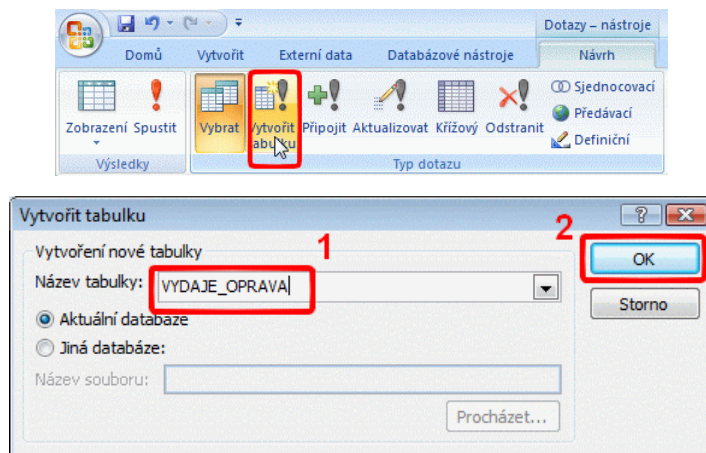 Dotazy – nástroje
Domů Vytvořit Externí data Databázové nástroje Návrh
Zobrazení Spustit Vybrat Vytvořit tabulku Připojit Aktualizovat Křížový Odstranit
Sjednocovací
Předávací
Definiční
Výsledky Typ dotazu
Vytvořit tabulku
Vytvoření nové tabulky
1
2
Název tabulky: VYDAJE_OPRAVA
OK
Aktuální databáze
Storno
Jiná databáze:
Název souboru:
Procházet...